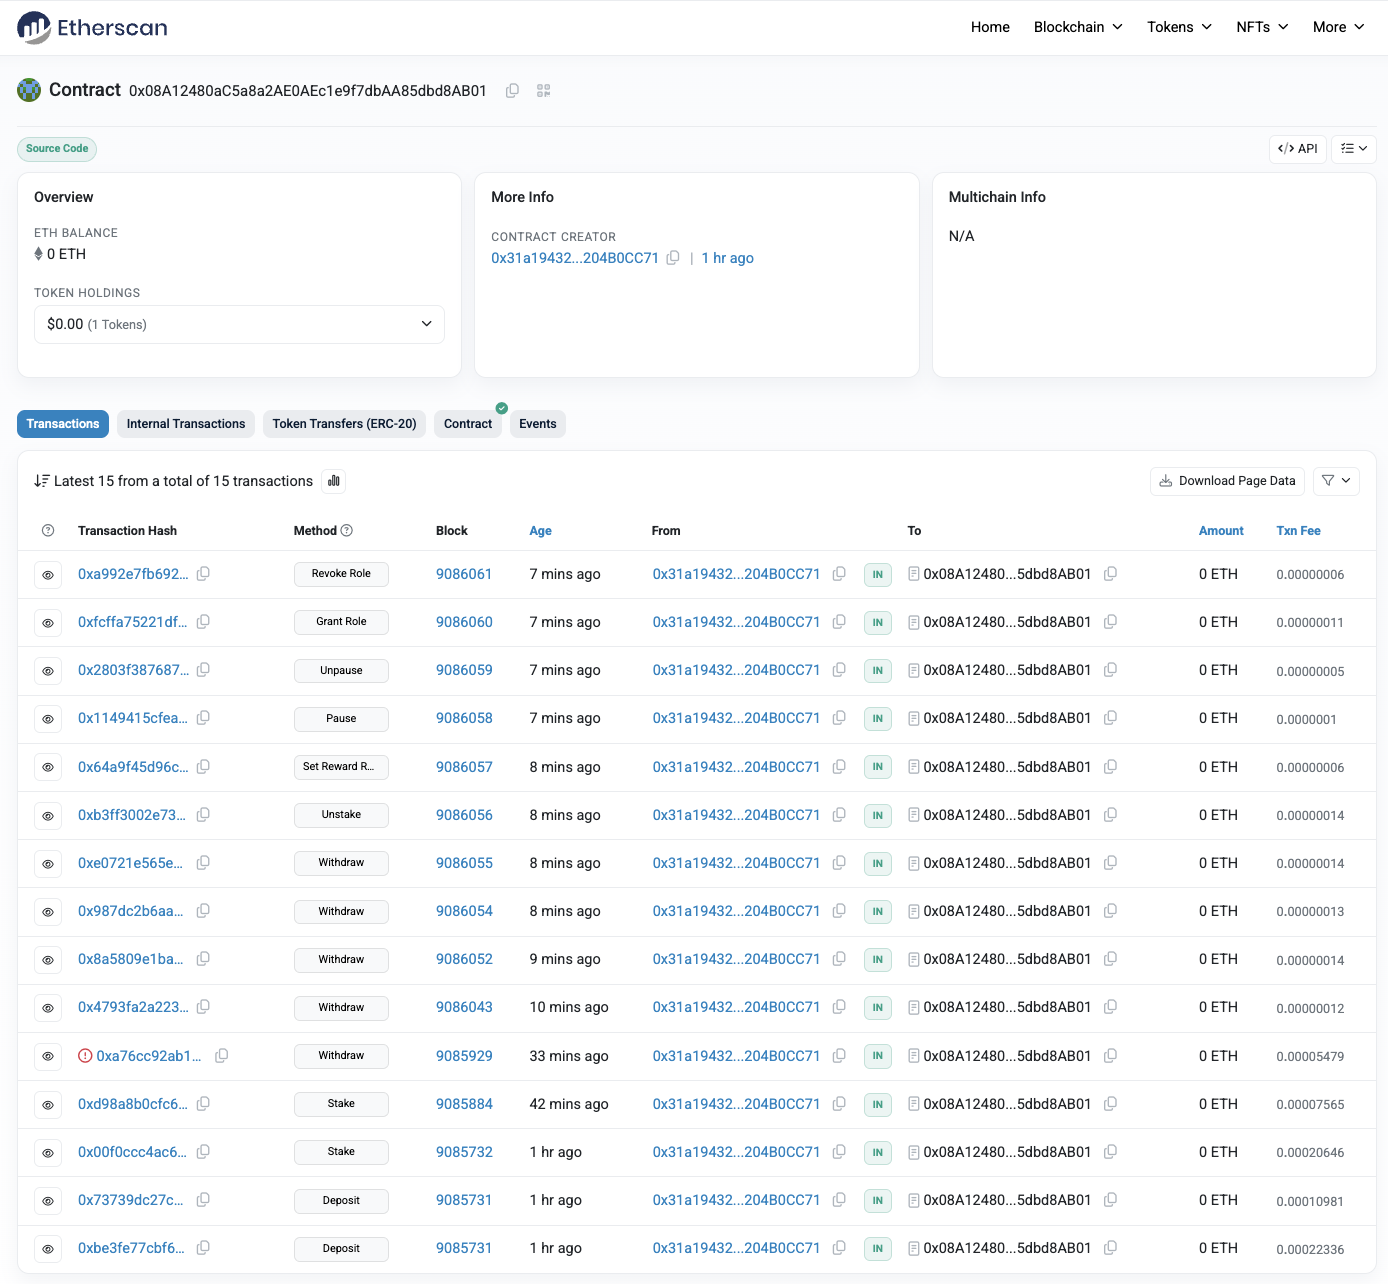 Etherscan
Home Blockchain Tokens NFTs More
Contract 0x08A12480aC5a8a2AE0AEc1e9f7dbAA85dbd8AB01
Source Code
</> API
Overview
ETH BALANCE
0 ETH
TOKEN HOLDINGS
$0.00 (1 Tokens)
More Info
CONTRACT CREATOR
0x31a19432...204B0CC71 | 1 hr ago
Multichain Info
N/A
Transactions Internal Transactions Token Transfers (ERC-20) Contract Events
Latest 15 from a total of 15 transactions
Download Page Data
Transaction Hash Method Block Age From To Amount Txn Fee
0xa992e7fb692... Revoke Role 9086061 7 mins ago 0x31a19432...204B0CC71 IN 0x08A12480...5dbd8AB01 0 ETH 0.00000006
0xfcffa75221df... Grant Role 9086060 7 mins ago 0x31a19432...204B0CC71 IN 0x08A12480...5dbd8AB01 0 ETH 0.00000011
0x2803f387687... Unpause 9086059 7 mins ago 0x31a19432...204B0CC71 IN 0x08A12480...5dbd8AB01 0 ETH 0.00000005
0x1149415cfea... Pause 9086058 7 mins ago 0x31a19432...204B0CC71 IN 0x08A12480...5dbd8AB01 0 ETH 0.0000001
0x64a9f45d96c... Set Reward R... 9086057 8 mins ago 0x31a19432...204B0CC71 IN 0x08A12480...5dbd8AB01 0 ETH 0.00000006
0xb3ff3002e73... Unstake 9086056 8 mins ago 0x31a19432...204B0CC71 IN 0x08A12480...5dbd8AB01 0 ETH 0.00000014
0xe0721e565e... Withdraw 9086055 8 mins ago 0x31a19432...204B0CC71 IN 0x08A12480...5dbd8AB01 0 ETH 0.00000014
0x987dc2b6aa... Withdraw 9086054 8 mins ago 0x31a19432...204B0CC71 IN 0x08A12480...5dbd8AB01 0 ETH 0.00000013
0x8a5809e1ba... Withdraw 9086052 9 mins ago 0x31a19432...204B0CC71 IN 0x08A12480...5dbd8AB01 0 ETH 0.00000014
0x4793fa2a223... Withdraw 9086043 10 mins ago 0x31a19432...204B0CC71 IN 0x08A12480...5dbd8AB01 0 ETH 0.00000012
0xa76cc92ab1... Withdraw 9085929 33 mins ago 0x31a19432...204B0CC71 IN 0x08A12480...5dbd8AB01 0 ETH 0.00005479
0xd98a8b0cfc6... Stake 9085884 42 mins ago 0x31a19432...204B0CC71 IN 0x08A12480...5dbd8AB01 0 ETH 0.00007565
0x00f0ccc4ac6... Stake 9085732 1 hr ago 0x31a19432...204B0CC71 IN 0x08A12480...5dbd8AB01 0 ETH 0.00020646
0x73739dc27c... Deposit 9085731 1 hr ago 0x31a19432...204B0CC71 IN 0x08A12480...5dbd8AB01 0 ETH 0.00010981
0xbe3fe77cbf6... Deposit 9085731 1 hr ago 0x31a19432...204B0CC71 IN 0x08A12480...5dbd8AB01 0 ETH 0.00022336